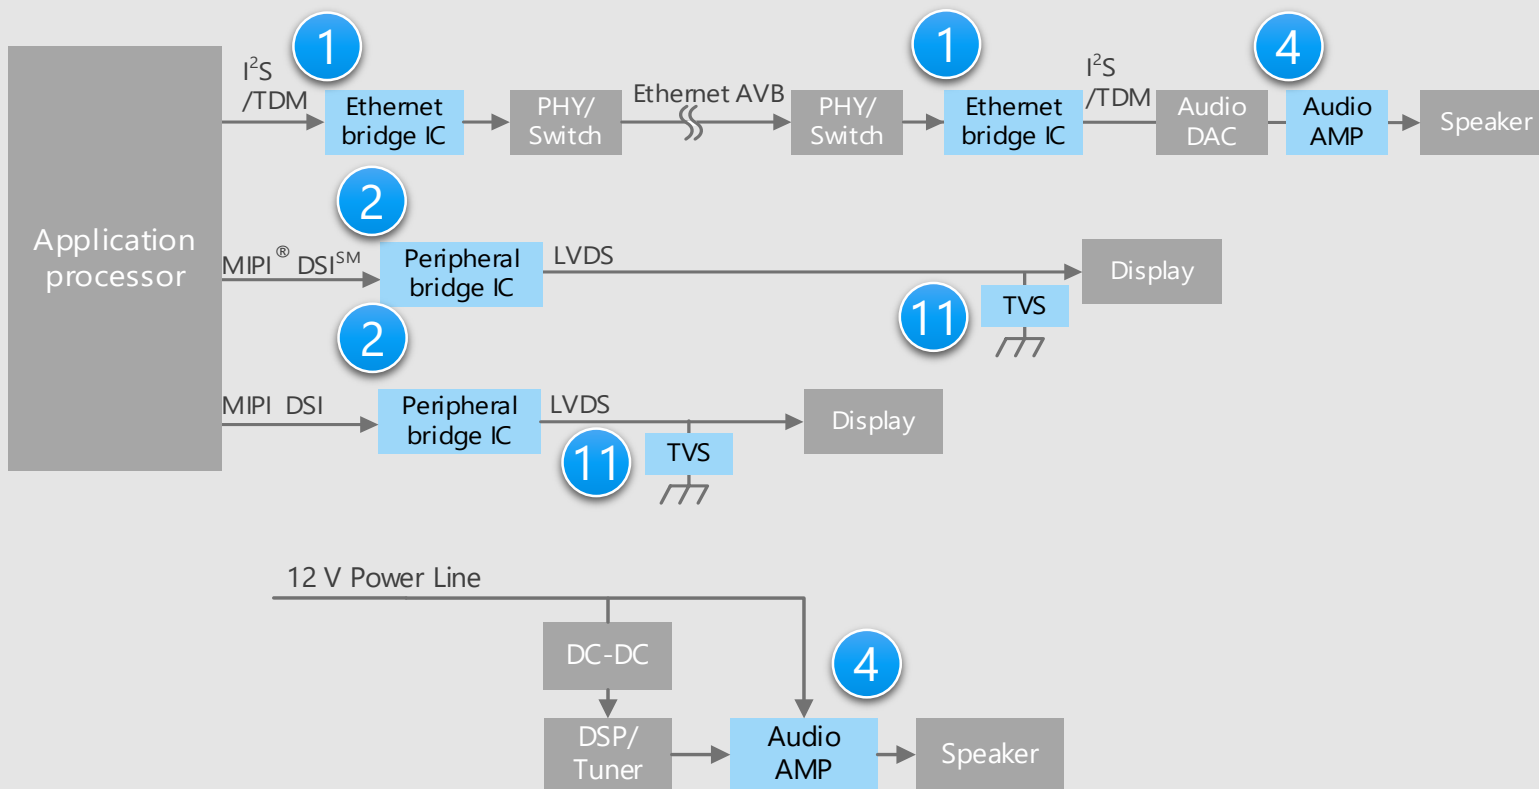 1
1
4
I²S
/TDM
Ethernet
bridge IC
PHY/
Switch
Ethernet AVB
PHY/
Switch
Ethernet
bridge IC
I²S
/TDM
Audio
DAC
Audio
AMP
Speaker
Application
processor
2
MIPI® DSI℠
Peripheral
bridge IC
LVDS
Display
11
TVS
2
MIPI DSI
Peripheral
bridge IC
LVDS
Display
11
TVS
12 V Power Line
DC-DC
4
DSP/
Tuner
Audio
AMP
Speaker